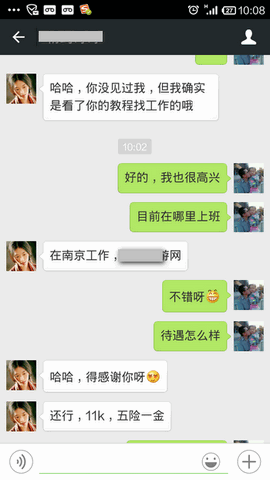 10:08
哈哈，你没见过我，但我确实
是看了你的教程找工作的哦
10:02
好的，我也很高兴
目前在哪里上班
在南京工作，游网
不错呀
待遇怎么样
哈哈，得感谢你呀
还行，11k，五险一金